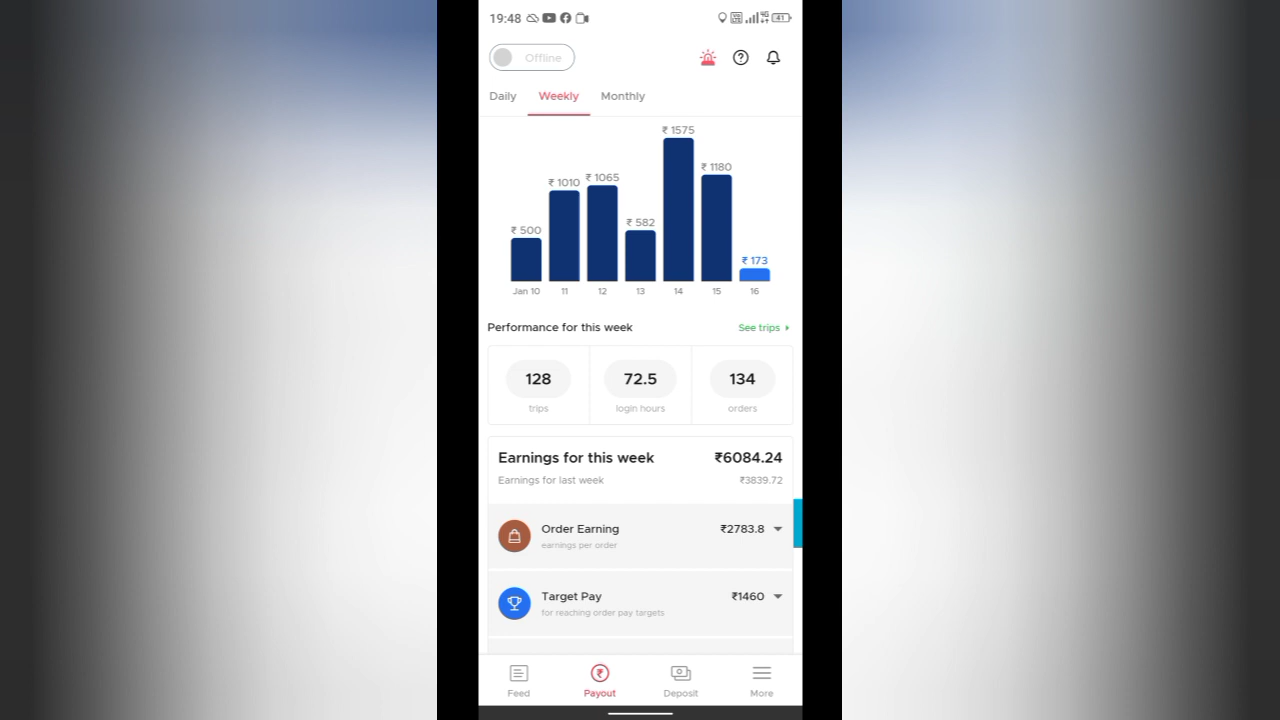 19:48
4G
41
Offline
Daily Weekly Monthly
₹ 1575
₹ 1180
₹ 1010 ₹ 1065
₹ 582
₹ 500
₹ 173
Jan 10 11 12 13 14 15 16
Performance for this week See trips
128 72.5 134
trips login hours orders
Earnings for this week ₹6084.24
Earnings for last week ₹3839.72
Order Earning ₹2783.8
earnings per order
Target Pay ₹1460
for reaching order pay targets
Feed Payout Deposit More